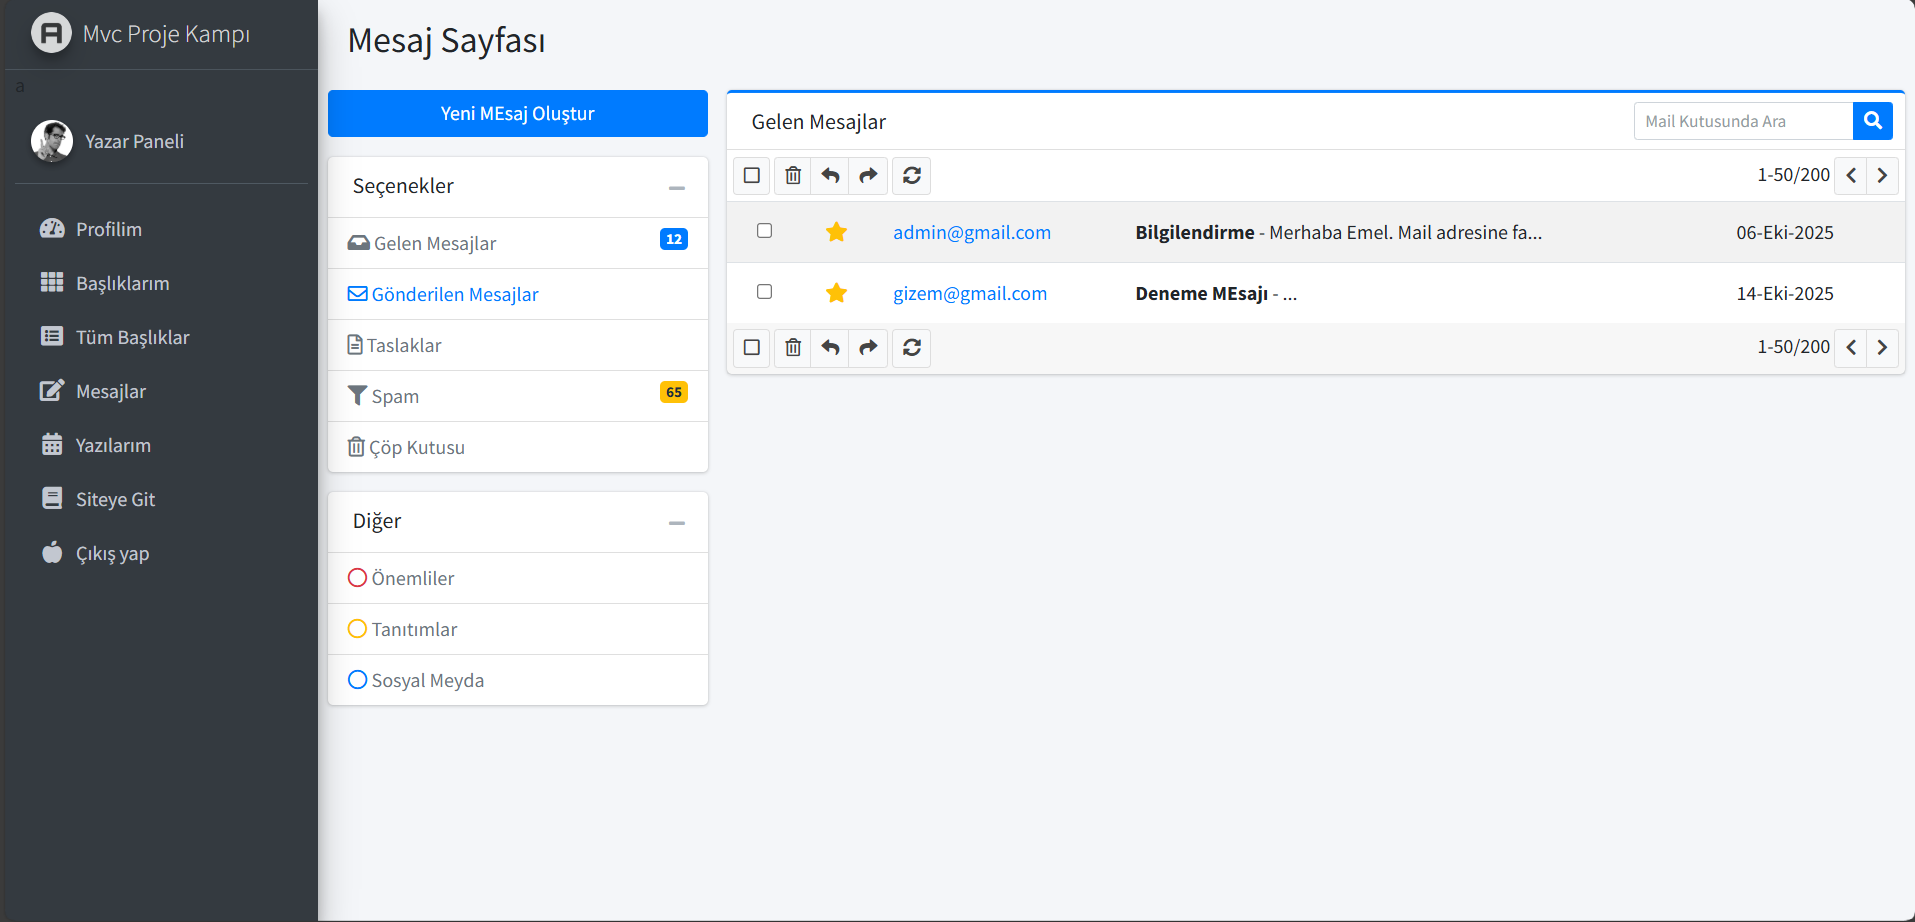 Mvc Proje Kampı
a
Yazar Paneli
Profilim
Başlıklarım
Tüm Başlıklar
Mesajlar
Yazılarım
Siteye Git
Çıkış yap
Mesaj Sayfası
Yeni MEsaj Oluştur
Seçenekler
Gelen Mesajlar 12
Gönderilen Mesajlar
Taslaklar
Spam 65
Çöp Kutusu
Diğer
Önemliler
Tanıtımlar
Sosyal Meyda
Gelen Mesajlar
Mail Kutusunda Ara
1-50/200
admin@gmail.com Bilgilendirme - Merhaba Emel. Mail adresine fa... 06-Eki-2025
gizem@gmail.com Deneme MEsajı - ... 14-Eki-2025
1-50/200